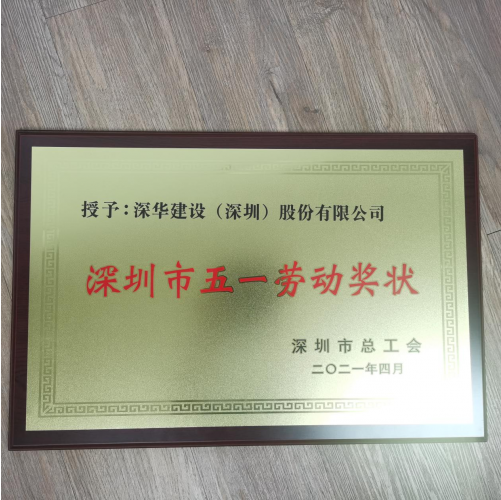 授予：深华建设（深圳）股份有限公司
深圳市五一劳动奖状
深圳市总工会
二〇二一年四月